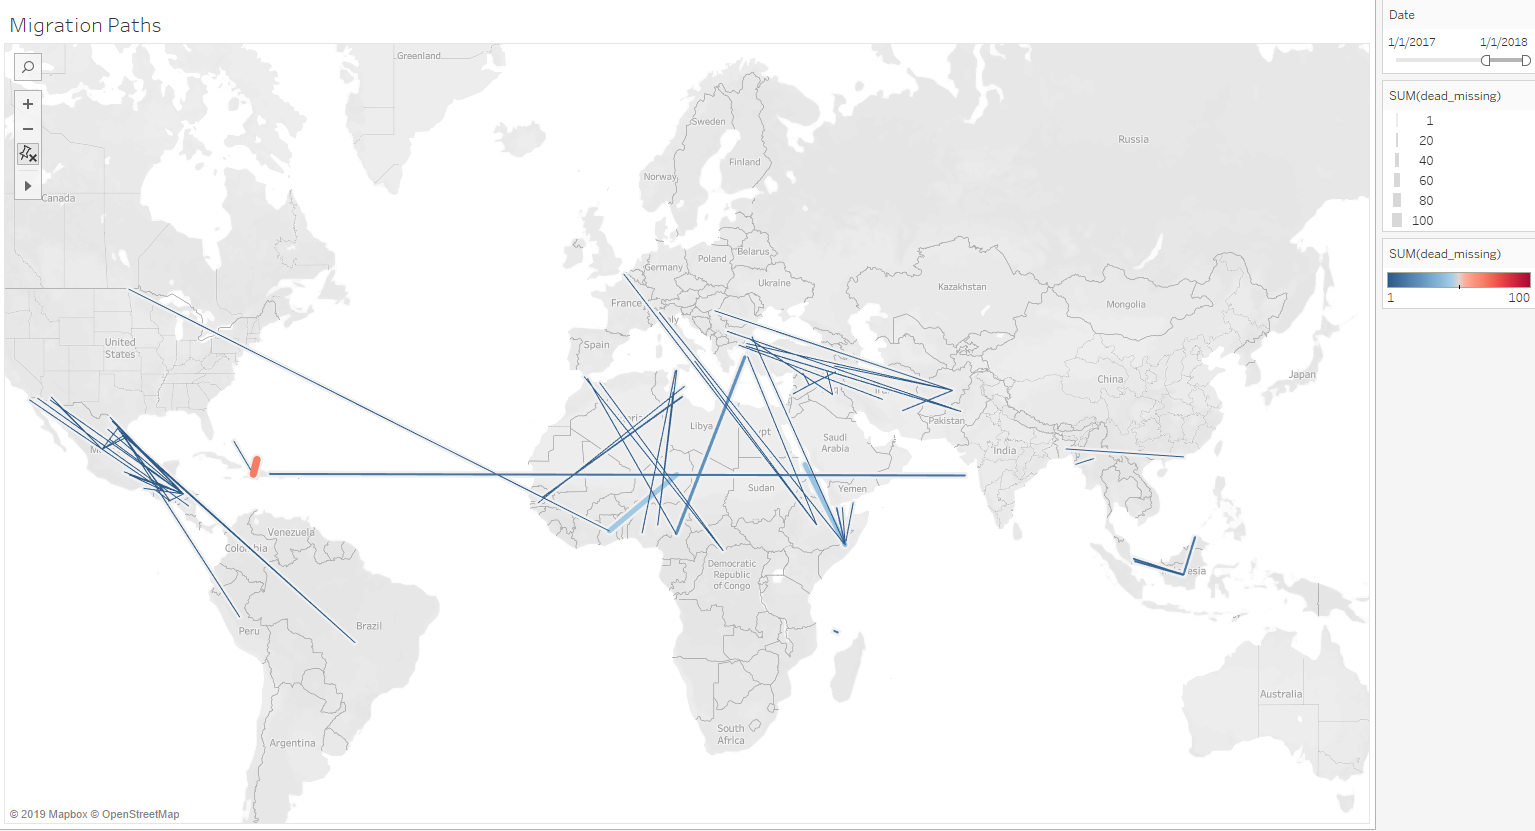 Migration Paths
Date
1/1/2017
1/1/2018
SUM(dead_missing)
1
20
40
60
80
100
SUM(dead_missing)
1
100
Greenland
Sweden
Finland
Norway
Russia
Canada
Belarus
Poland
Germany
Ukraine
Kazakhstan
Mongolia
France
United
States
Spain
Japan
China
Pakistan
Libya
Saudi
Arabia
India
Sudan
Yemen
Venezuela
Democratic
Republic
of Congo
Brazil
Peru
Australia
South
Africa
Argentina
© 2019 Mapbox © OpenStreetMap